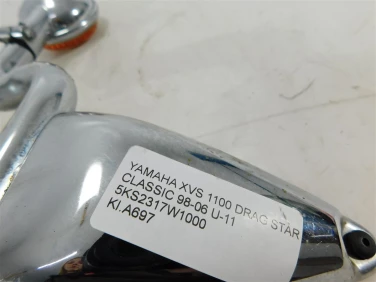 YAMAHA XVS 1100 DRAG STAR
CLASSIC 98-06 U-11
5KS2317W1000
KI.A697